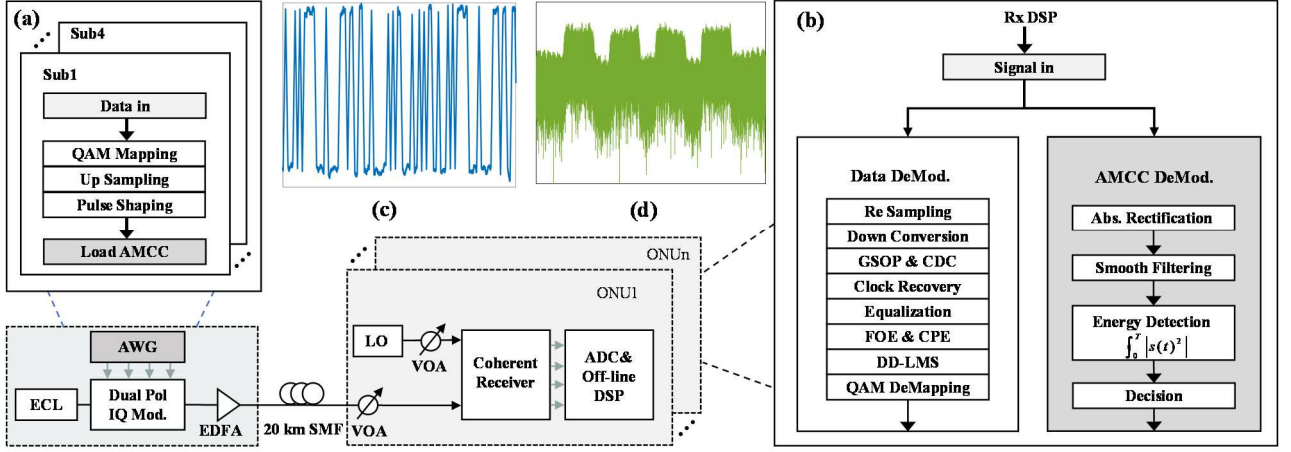 (a)
Sub4
Sub1
Data in
QAM Mapping
Up Sampling
Pulse Shaping
Load AMCC
AWG
ECL
Dual Pol
IQ Mod.
EDFA
20 km SMF
(c)
(d)
ONUn
ONU1
LO
VOA
VOA
Coherent
Receiver
ADC&
Off-line
DSP
(b)
Rx DSP
Signal in
Data DeMod.
Re Sampling
Down Conversion
GSOP & CDC
Clock Recovery
Equalization
FOE & CPE
DD-LMS
QAM DeMapping
AMCC DeMod.
Abs. Rectification
Smooth Filtering
Energy Detection
∫₀ᵀ |s(t)²|
Decision